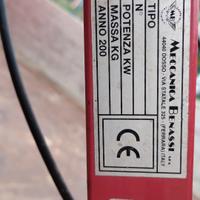 MECCANICA BENASSI s.n.c.
44040 DOSSO - VIA STATALE 325 - (FERRARA) ITALY
TIPO
N°
POTENZA KW
MASSA KG
ANNO 200
CE